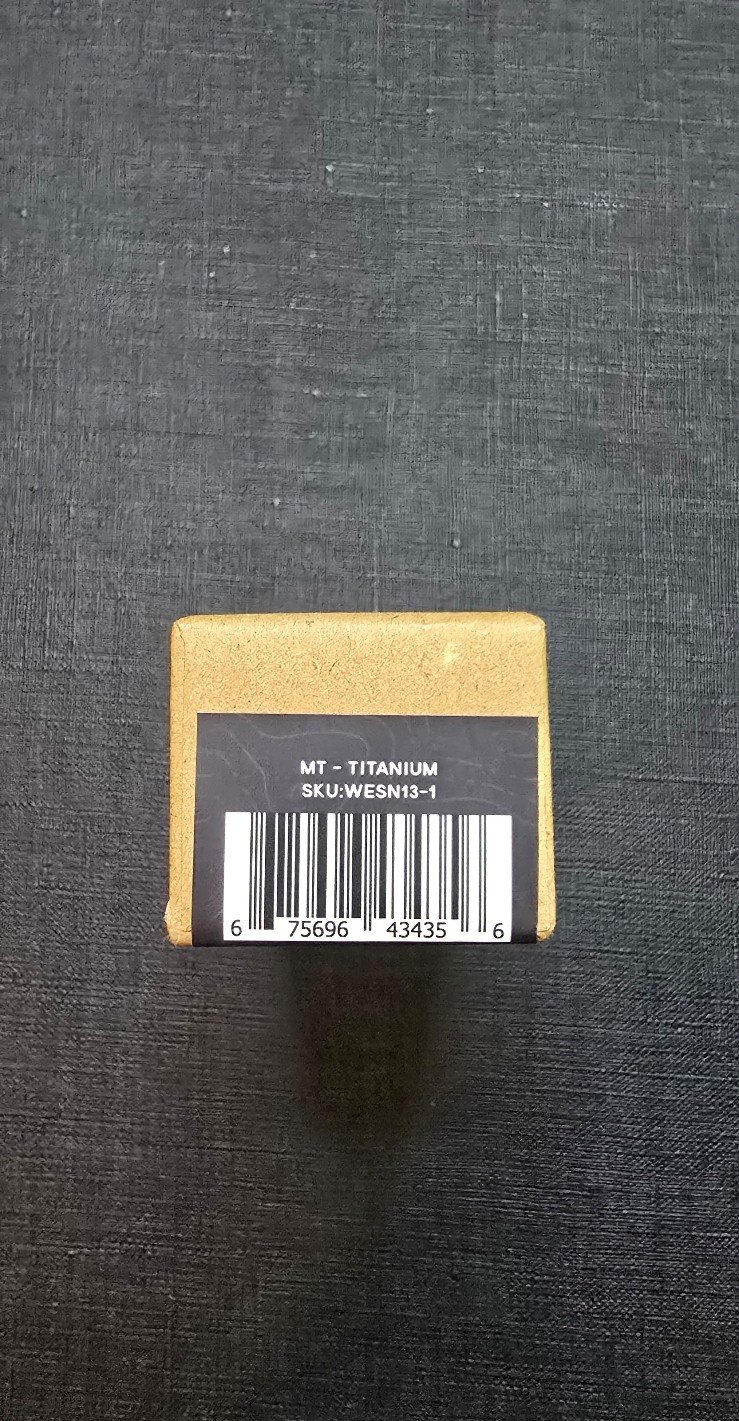 MT - TITANIUM
SKU:WESN13-1
6 75696 43435 6